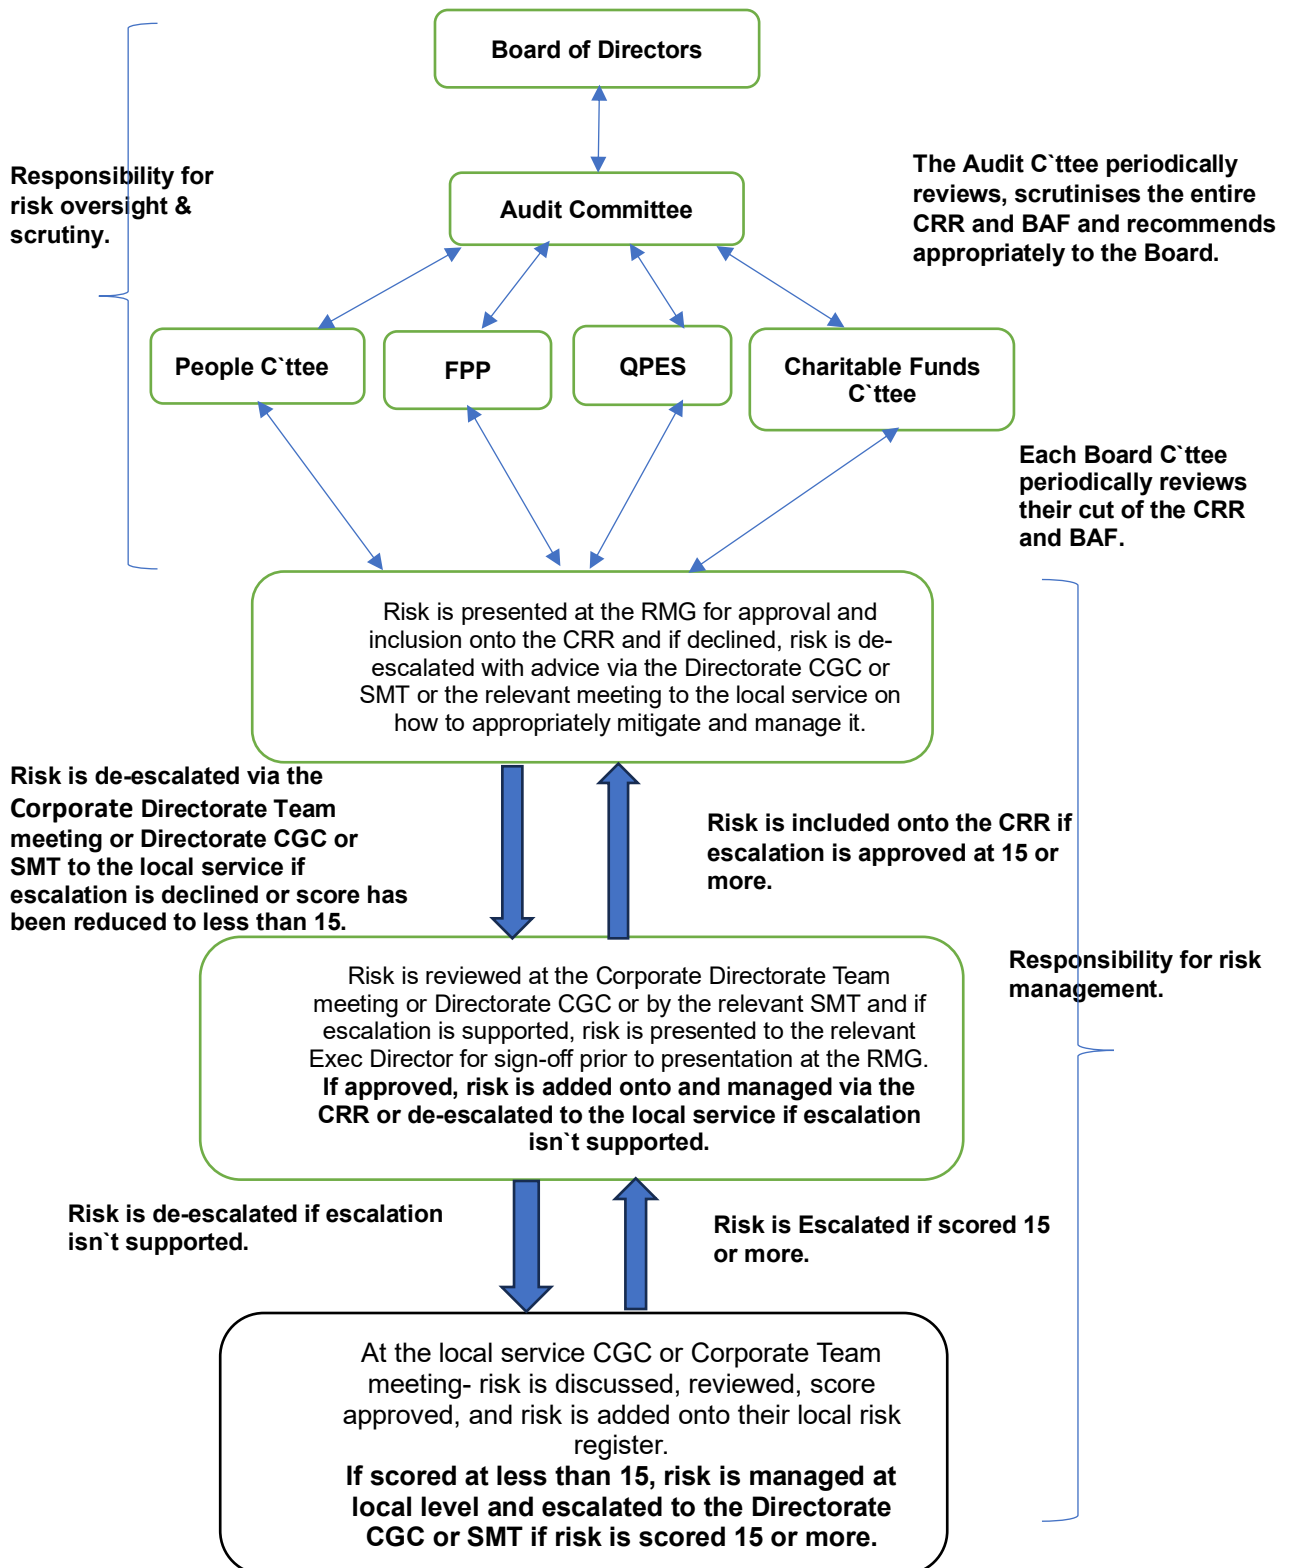 Board of Directors
Responsibility for
risk oversight &
scrutiny.
The Audit C`ttee periodically
reviews, scrutinises the entire
CRR and BAF and recommends
appropriately to the Board.
Audit Committee
People C`ttee
FPP
QPES
Charitable Funds
C`ttee
Each Board C`ttee
periodically reviews
their cut of the CRR
and BAF.
Risk is presented at the RMG for approval and
inclusion onto the CRR and if declined, risk is de-
escalated with advice via the Directorate CGC or
SMT or the relevant meeting to the local service on
how to appropriately mitigate and manage it.
Risk is de-escalated via the
Corporate Directorate Team
meeting or Directorate CGC or
SMT to the local service if
escalation is declined or score has
been reduced to less than 15.
Risk is included onto the CRR if
escalation is approved at 15 or
more.
Responsibility for risk
management.
Risk is reviewed at the Corporate Directorate Team
meeting or Directorate CGC or by the relevant SMT and if
escalation is supported, risk is presented to the relevant
Exec Director for sign-off prior to presentation at the RMG.
If approved, risk is added onto and managed via the
CRR or de-escalated to the local service if escalation
isn`t supported.
Risk is de-escalated if escalation
isn`t supported.
Risk is Escalated if scored 15
or more.
At the local service CGC or Corporate Team
meeting- risk is discussed, reviewed, score
approved, and risk is added onto their local risk
register.
If scored at less than 15, risk is managed at
local level and escalated to the Directorate
CGC or SMT if risk is scored 15 or more.